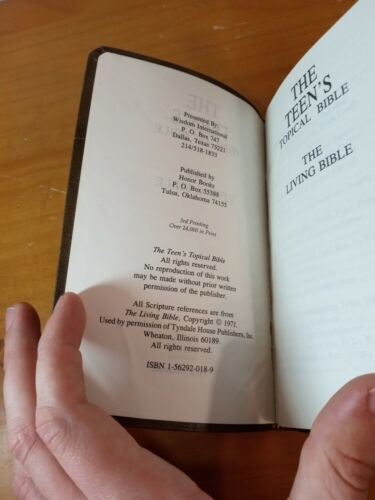 Presented By:
Wisdom International
P. O. Box 747
Dallas, Texas 75221
214/518-1833
Published by
Honor Books
P. O. Box 55388
Tulsa, Oklahoma 74155
3rd Printing
Over 24,000 in Print
The Teen's Topical Bible
All rights reserved.
No reproduction of this work
may be made without prior written
permission of the publisher.
All Scripture references are from
The Living Bible, Copyright © 1971.
Used by permission of Tyndale House Publishers, Inc.
Wheaton, Illinois 60189.
All rights reserved.
ISBN 1-56292-018-9
THE
TEEN'S
TOPICAL BIBLE
THE
LIVING BIBLE